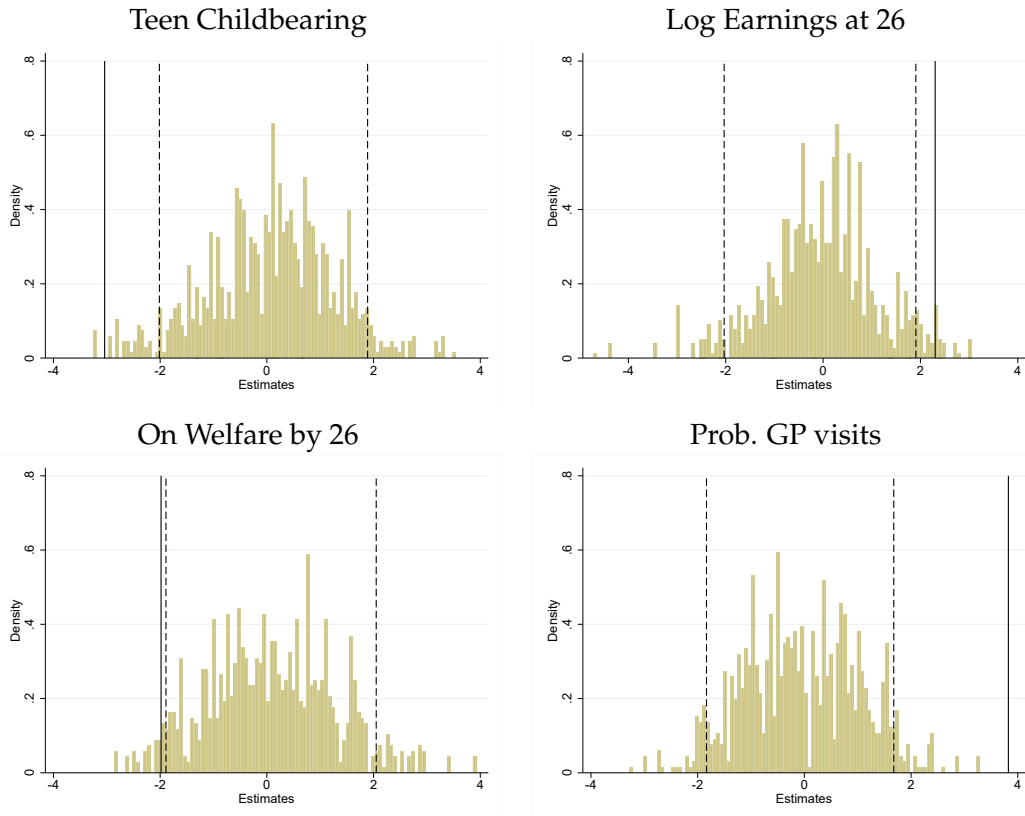 Teen Childbearing
.8
.6
.4
.2
0
Density
-4 -2 0 2 4
Estimates
Log Earnings at 26
.8
.6
.4
.2
0
Density
-4 -2 0 2 4
Estimates
On Welfare by 26
.8
.6
.4
.2
0
Density
-4 -2 0 2 4
Estimates
Prob. GP visits
.8
.6
.4
.2
0
Density
-4 -2 0 2 4
Estimates